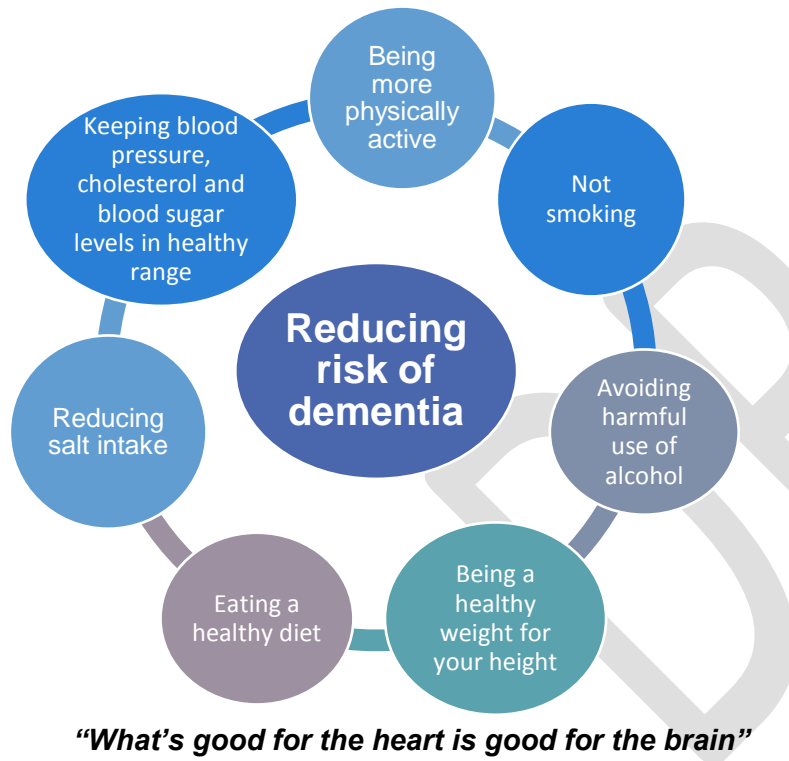 Being
more
physically
active
Not
smoking
Avoiding
harmful
use of
alcohol
Being a
healthy
weight for
your height
Eating a
healthy diet
Reducing
salt intake
Keeping blood
pressure,
cholesterol and
blood sugar
levels in healthy
range
Reducing
risk of
dementia
“What’s good for the heart is good for the brain”